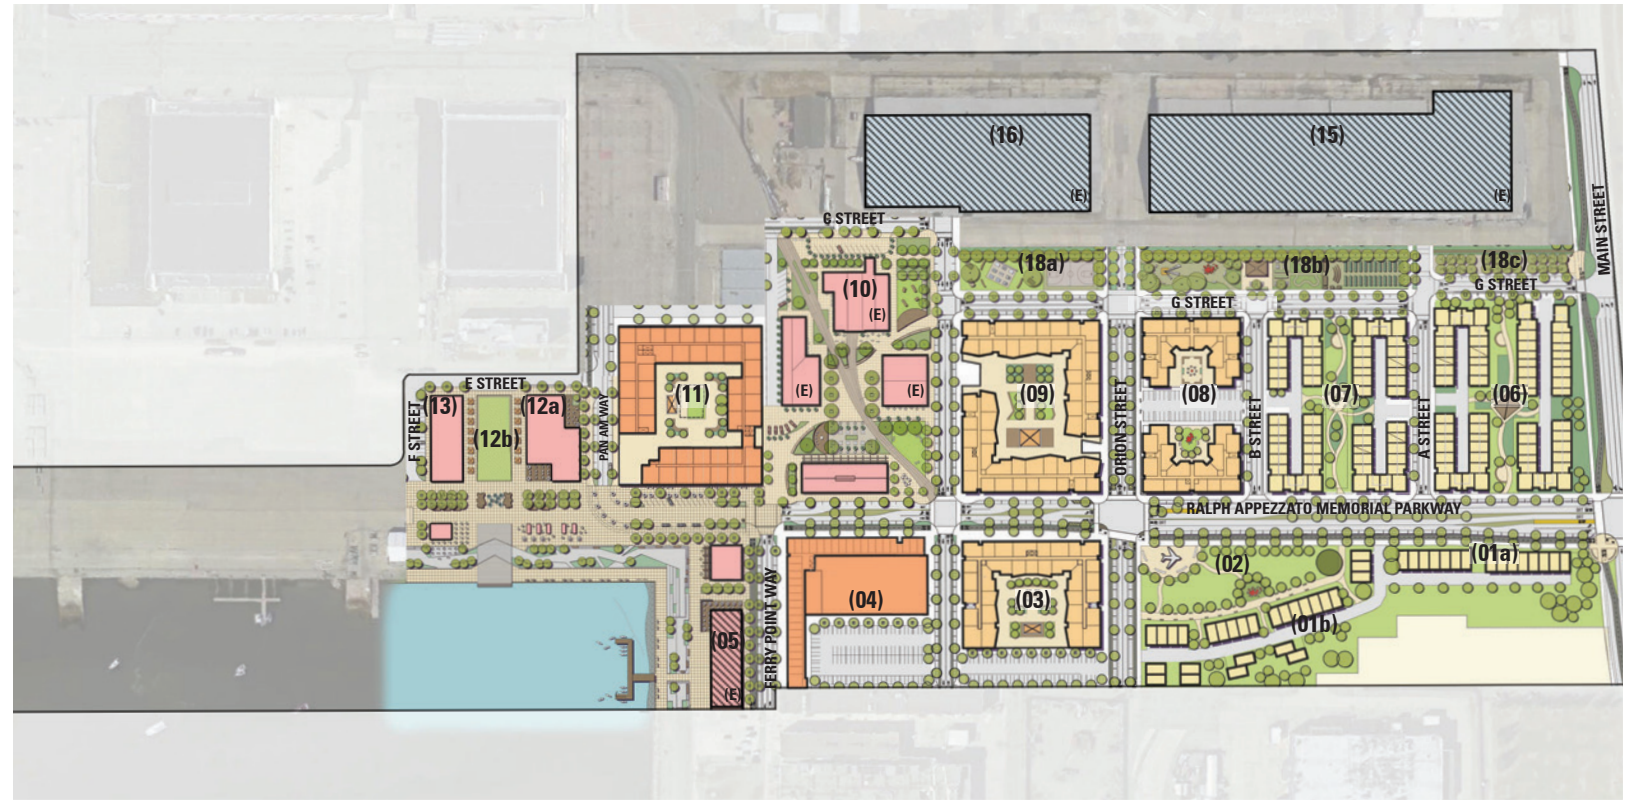 (16)
(15)
(E)
(E)
MAIN STREET
G STREET
(18a)
(18b)
(18c)
G STREET
G STREET
(10)
(E)
(E)
(E)
E STREET
F STREET
(13)
(12b)
(12a)
PAN AM WAY
(11)
(09)
ORION STREET
(08)
B STREET
(07)
A STREET
(06)
RALPH APPEZZATO MEMORIAL PARKWAY
(01a)
(02)
(01b)
(03)
(04)
FERRY POINT WAY
(05)
(E)